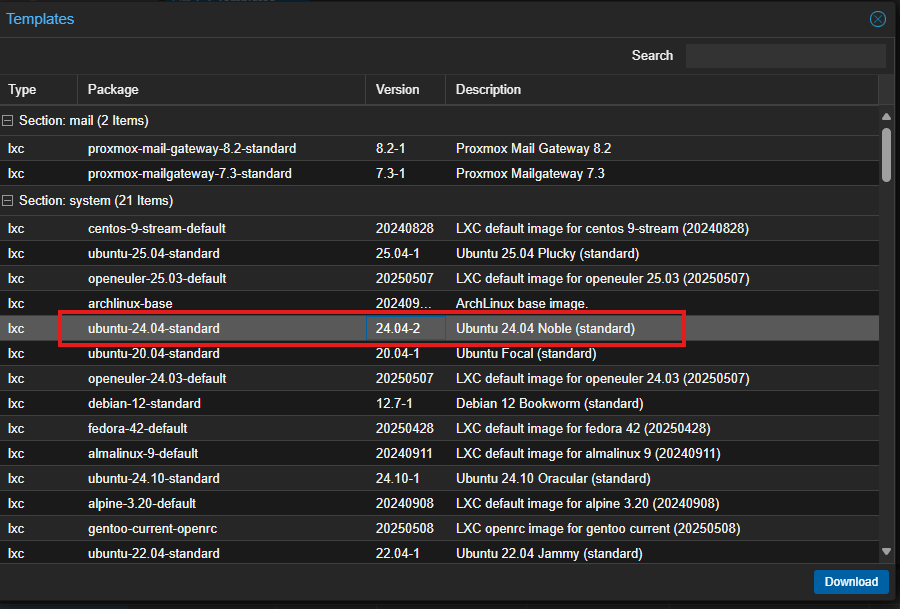 Templates
Search
Type Package Version Description
Section: mail (2 Items)
lxc proxmox-mail-gateway-8.2-standard 8.2-1 Proxmox Mail Gateway 8.2
lxc proxmox-mailgateway-7.3-standard 7.3-1 Proxmox Mailgateway 7.3
Section: system (21 Items)
lxc centos-9-stream-default 20240828 LXC default image for centos 9-stream (20240828)
lxc ubuntu-25.04-standard 25.04-1 Ubuntu 25.04 Plucky (standard)
lxc openeuler-25.03-default 20250507 LXC default image for openeuler 25.03 (20250507)
lxc archlinux-base 202409... ArchLinux base image.
lxc ubuntu-24.04-standard 24.04-2 Ubuntu 24.04 Noble (standard)
lxc ubuntu-20.04-standard 20.04-1 Ubuntu Focal (standard)
lxc openeuler-24.03-default 20250507 LXC default image for openeuler 24.03 (20250507)
lxc debian-12-standard 12.7-1 Debian 12 Bookworm (standard)
lxc fedora-42-default 20250428 LXC default image for fedora 42 (20250428)
lxc almalinux-9-default 20240911 LXC default image for almalinux 9 (20240911)
lxc ubuntu-24.10-standard 24.10-1 Ubuntu 24.10 Oracular (standard)
lxc alpine-3.20-default 20240908 LXC default image for alpine 3.20 (20240908)
lxc gentoo-current-openrc 20250508 LXC openrc image for gentoo current (20250508)
lxc ubuntu-22.04-standard 22.04-1 Ubuntu 22.04 Jammy (standard)
Download